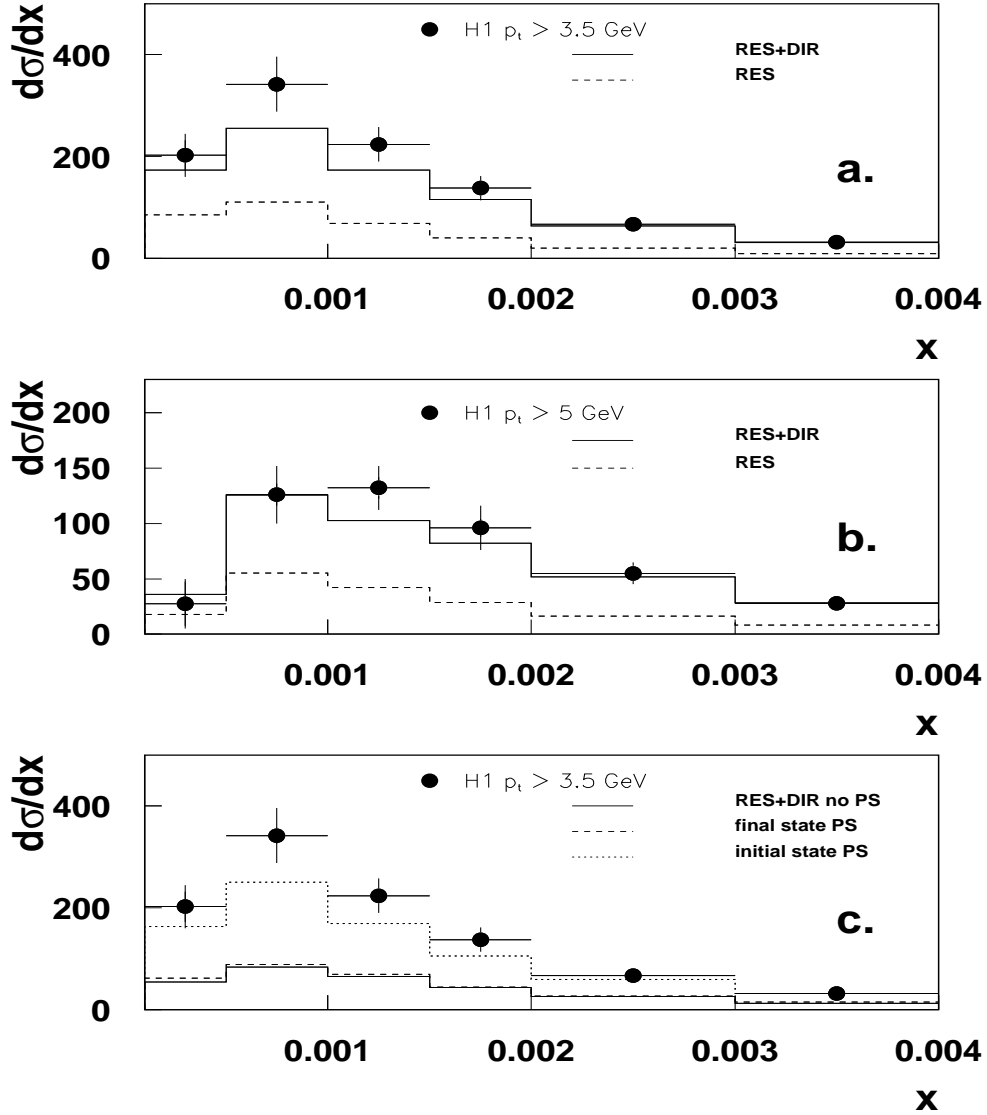 dσ/dx
H1 pt > 3.5 GeV
RES+DIR
RES
400
200
0
a.
0.001 0.002 0.003 0.004
x
dσ/dx
H1 pt > 5 GeV
RES+DIR
RES
200
150
100
50
0
b.
0.001 0.002 0.003 0.004
x
dσ/dx
H1 pt > 3.5 GeV
RES+DIR no PS
final state PS
initial state PS
400
200
0
c.
0.001 0.002 0.003 0.004
x